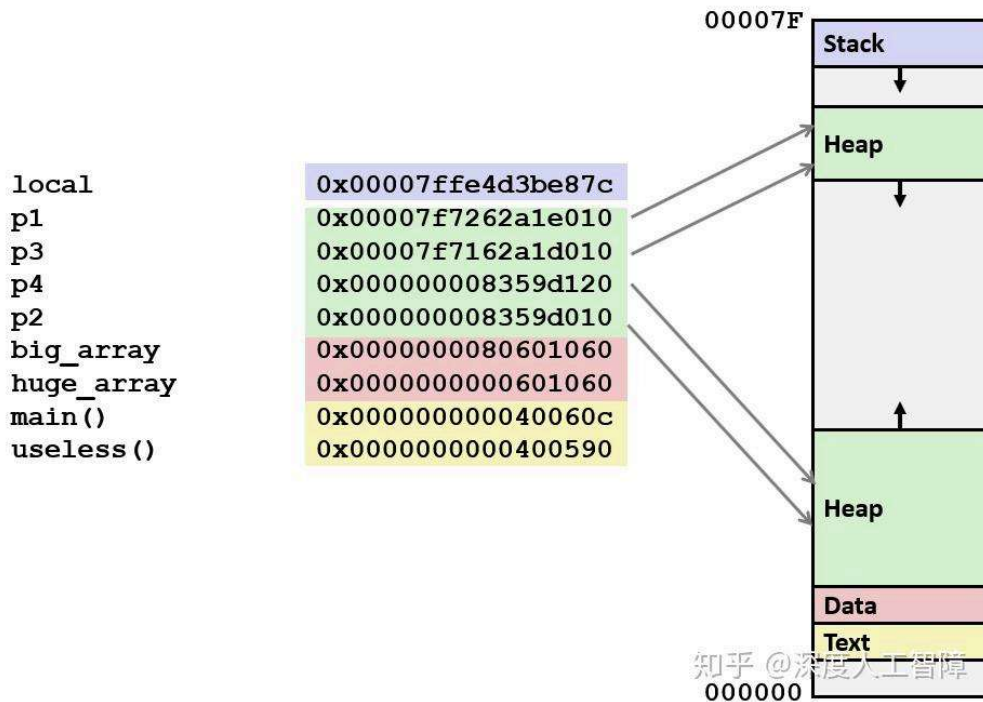 00007F
Stack
Heap
local 0x00007ffe4d3be87c
p1 0x00007f7262a1e010
p3 0x00007f7162a1d010
p4 0x000000008359d120
p2 0x000000008359d010
big_array 0x0000000080601060
huge_array 0x0000000000601060
main() 0x000000000040060c
useless() 0x0000000000400590
Heap
Data
Text
知乎 @深度人工智障
000000